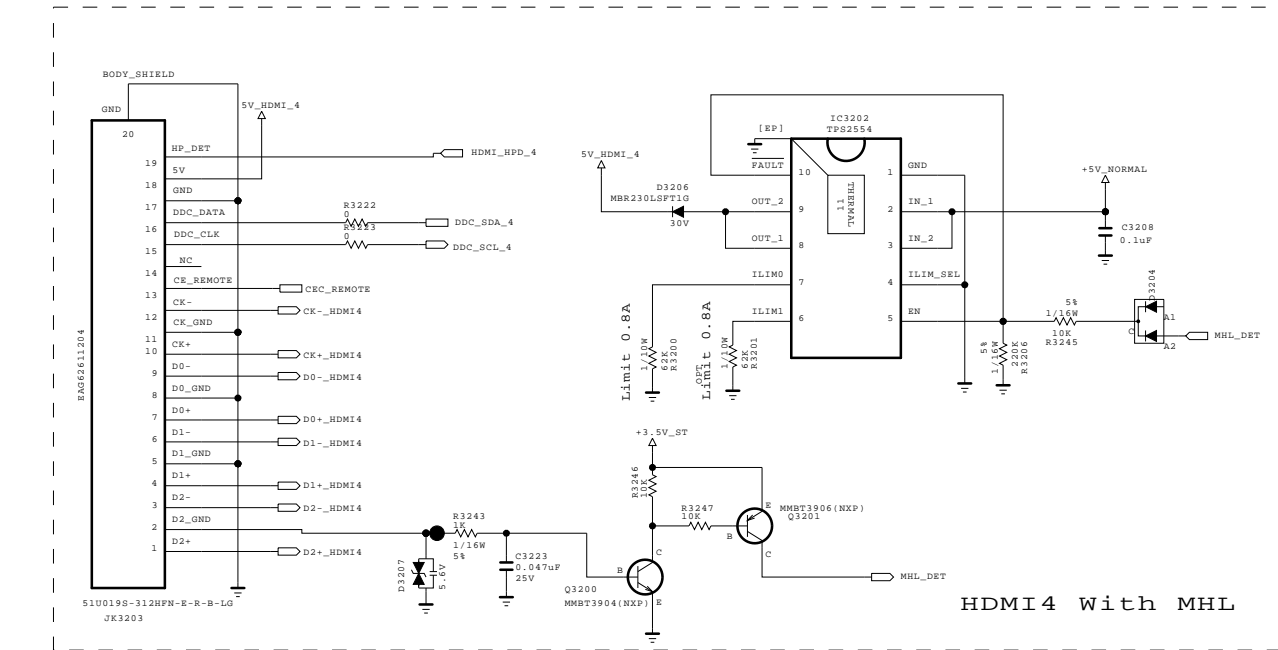 BODY_SHIELD
GND
20
5V_HDMI_4
19
HP_DET
HDMI_HPD_4
18
5V
17
GND
16
DDC_DATA
R3222
0
DDC_SDA_4
15
DDC_CLK
R3223
0
DDC_SCL_4
14
NC
13
CE_REMOTE
CEC_REMOTE
12
CK-
CK-_HDMI4
11
CK_GND
10
CK+
CK+_HDMI4
9
D0-
D0-_HDMI4
8
D0_GND
7
D0+
D0+_HDMI4
6
D1-
D1-_HDMI4
5
D1_GND
4
D1+
D1+_HDMI4
3
D2-
D2-_HDMI4
2
D2_GND
1
D2+
D2+_HDMI4
EAG62611204
51U019S-312HFN-E-R-B-LG
JK3203
IC3202
TPS2554
[EP]
THERMAL
11
FAULT
10
OUT_2
9
OUT_1
8
ILIM0
7
ILIM1
6
1
GND
2
IN_1
3
IN_2
4
ILIM_SEL
5
EN
5V_HDMI_4
D3206
MBR230LSFT1G
30V
+5V_NORMAL
C3208
0.1uF
Limit 0.8A
1/10W
62K
R3200
OPT
Limit 0.8A
1/10W
62K
R3201
5%
1/16W
220K
R3206
5%
1/16W
10K
R3245
D3204
A1
C
A2
MHL_DET
+3.5V_ST
R3246
10K
R3247
10K
MMBT3906(NXP)
Q3201
E
B
C
MHL_DET
R3243
1K
1/16W
5%
D3207
5.6V
C3223
0.047uF
25V
C
B
E
Q3200
MMBT3904(NXP)
HDMI4 With MHL